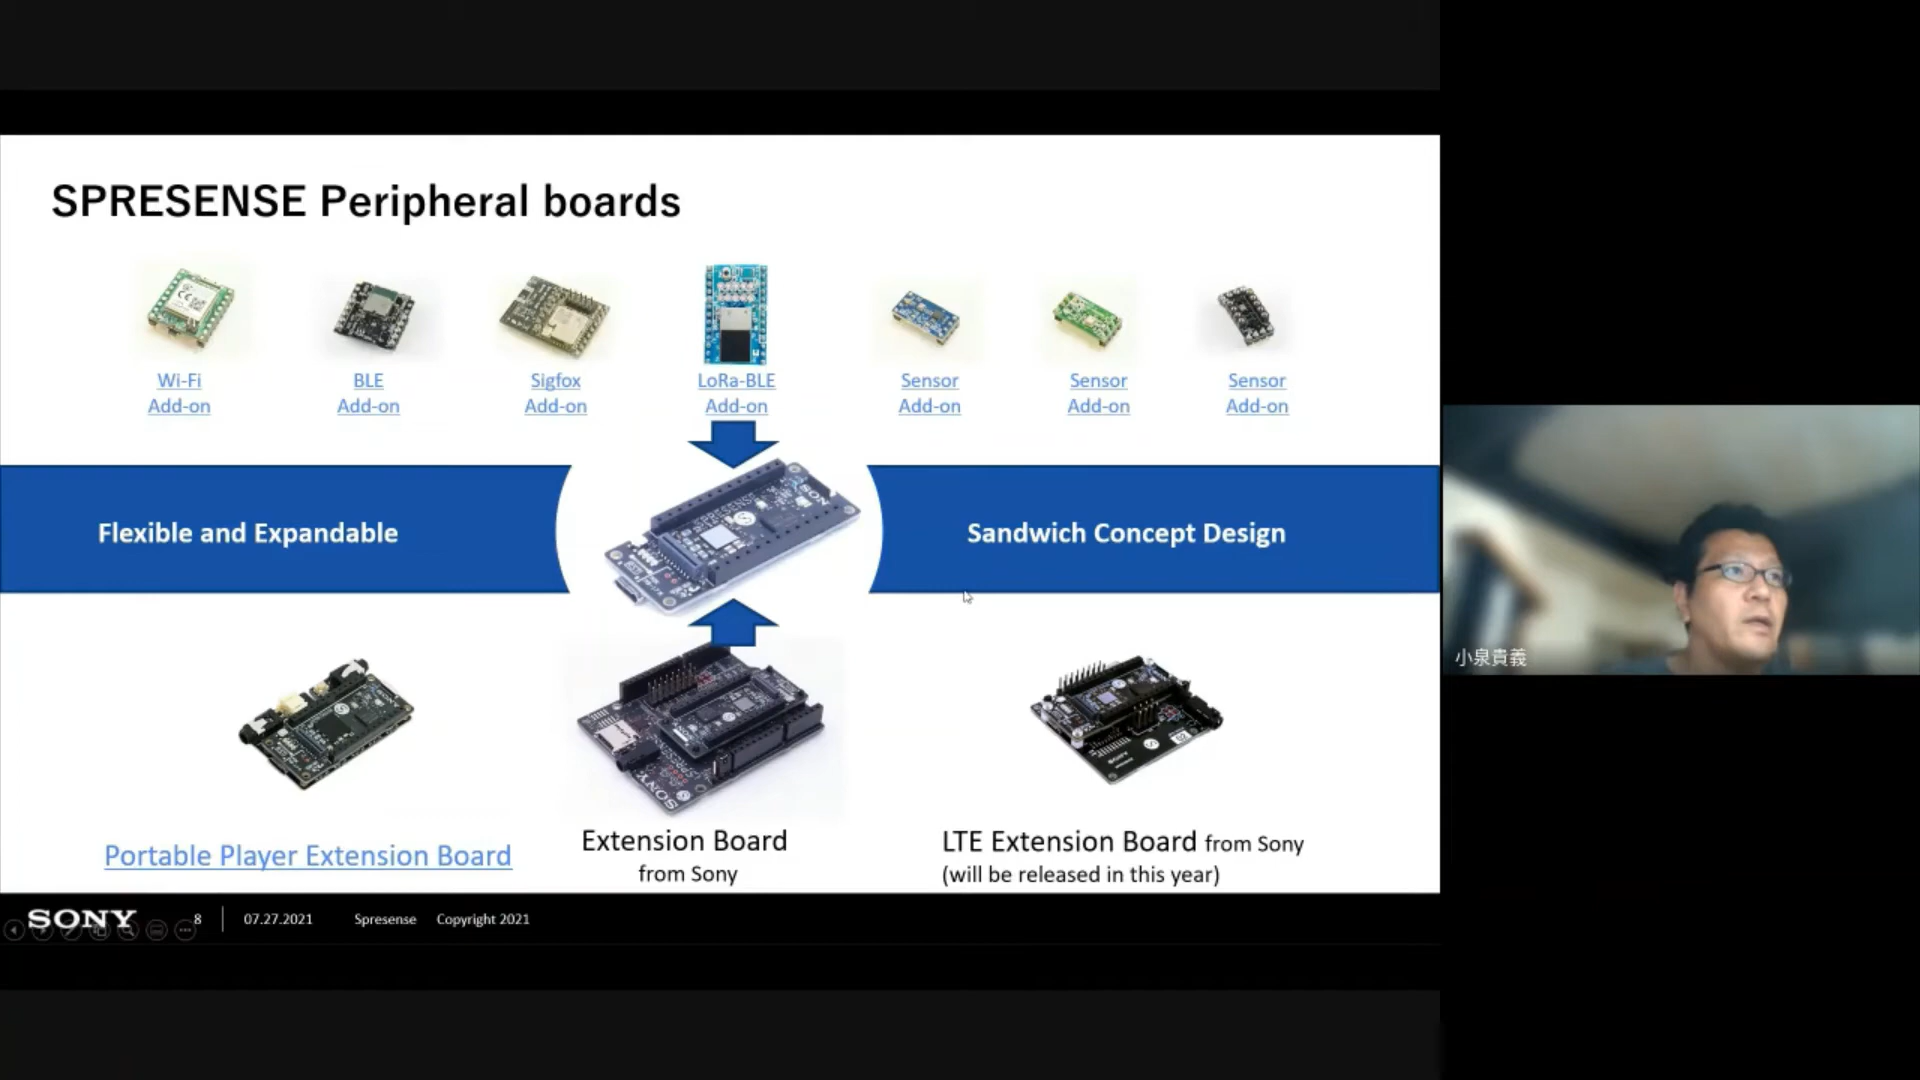 SPRESENSE Peripheral boards
Wi-Fi
Add-on
BLE
Add-on
Sigfox
Add-on
LoRa-BLE
Add-on
Sensor
Add-on
Sensor
Add-on
Sensor
Add-on
Flexible and Expandable
Sandwich Concept Design
小泉貴義
Portable Player Extension Board
Extension Board
from Sony
LTE Extension Board from Sony
(will be released in this year)
SONY
8
07.27.2021
Spresense
Copyright 2021